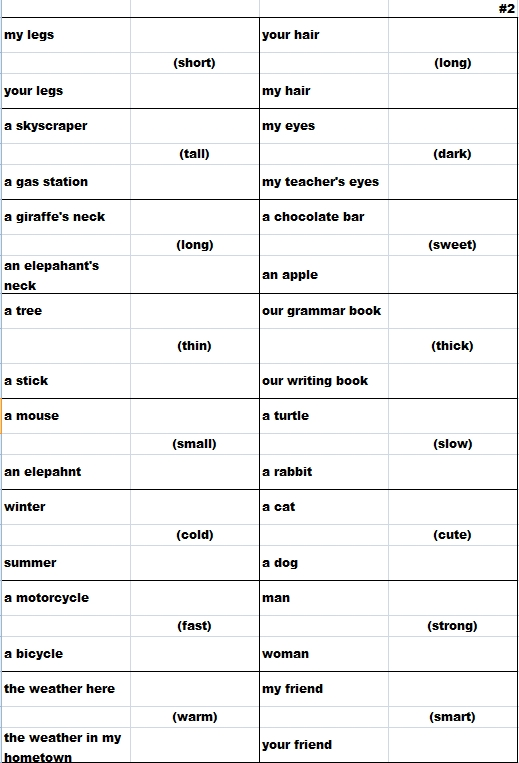 #2
my legs your hair
(short) (long)
your legs my hair
a skyscraper my eyes
(tall) (dark)
a gas station my teacher's eyes
a giraffe's neck a chocolate bar
(long) (sweet)
an elepahant's
neck an apple
a tree our grammar book
(thin) (thick)
a stick our writing book
a mouse a turtle
(small) (slow)
an elepahnt a rabbit
winter a cat
(cold) (cute)
summer a dog
a motorcycle man
(fast) (strong)
a bicycle woman
the weather here my friend
(warm) (smart)
the weather in my
hometown your friend